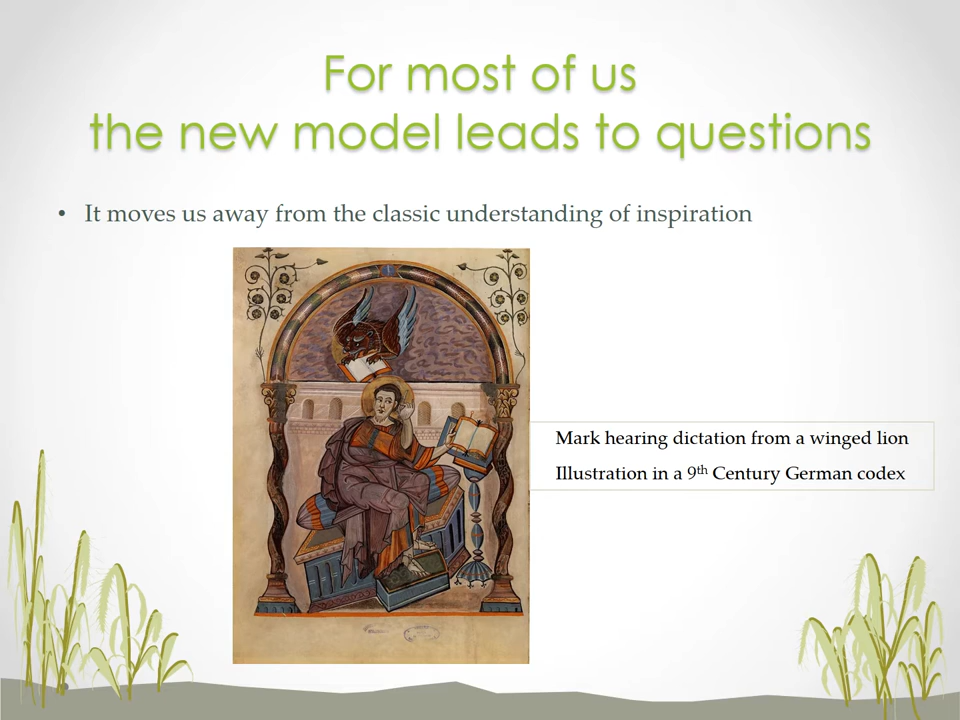 For most of us
the new model leads to questions
• It moves us away from the classic understanding of inspiration
Mark hearing dictation from a winged lion
Illustration in a 9th Century German codex